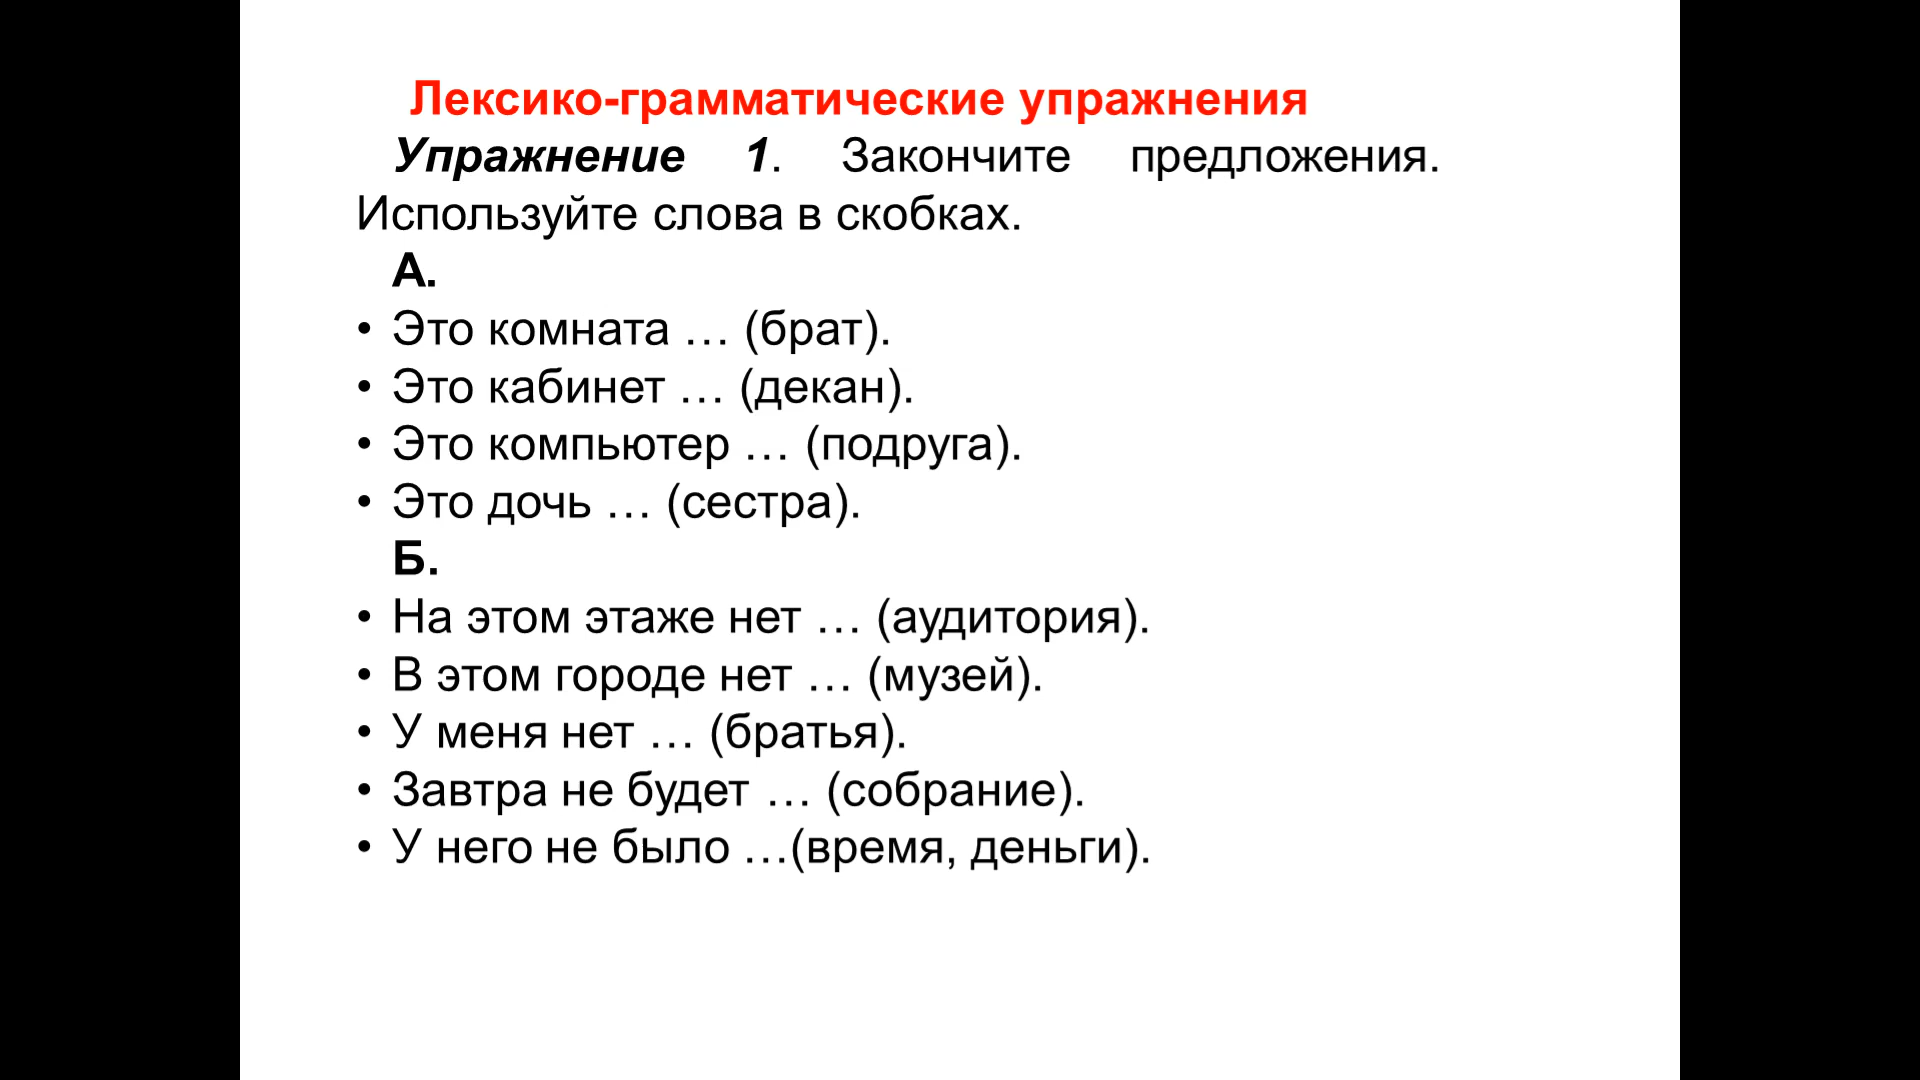 Лексико-грамматические упражнения
Упражнение 1. Закончите предложения.
Используйте слова в скобках.
А.
• Это комната … (брат).
• Это кабинет … (декан).
• Это компьютер … (подруга).
• Это дочь … (сестра).
Б.
• На этом этаже нет … (аудитория).
• В этом городе нет … (музей).
• У меня нет … (братья).
• Завтра не будет … (собрание).
• У него не было …(время, деньги).